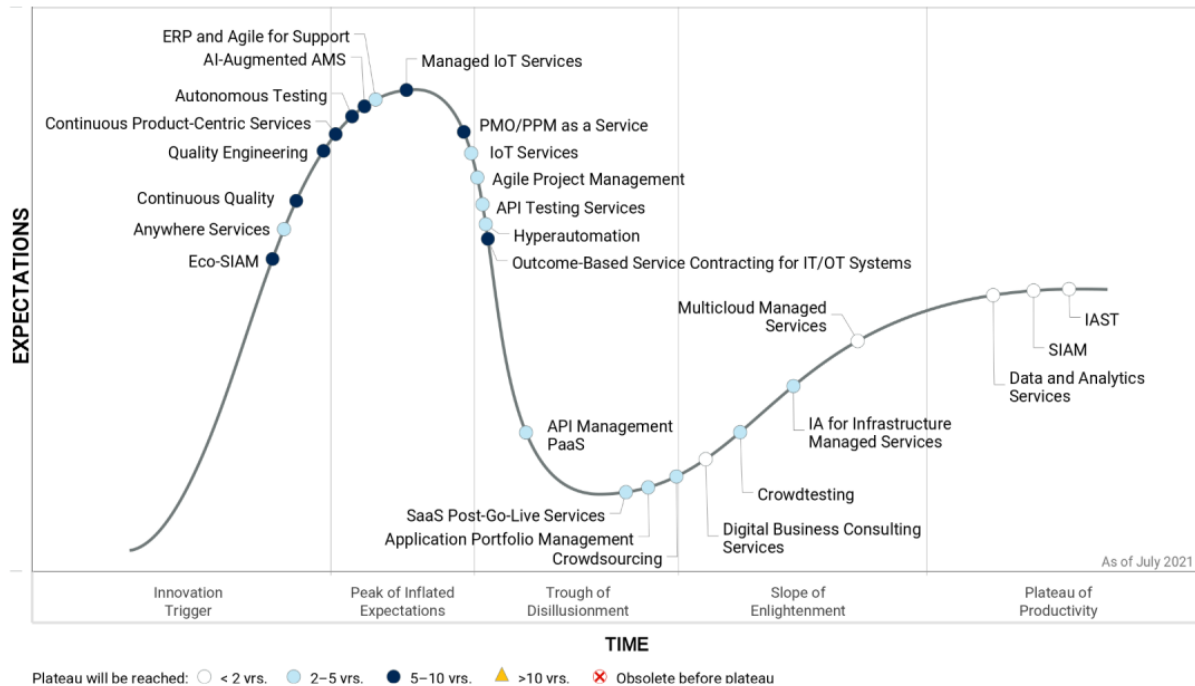 EXPECTATIONS
ERP and Agile for Support
AI-Augmented AMS
Autonomous Testing
Continuous Product-Centric Services
Quality Engineering
Continuous Quality
Anywhere Services
Eco-SIAM
Managed IoT Services
PMO/PPM as a Service
IoT Services
Agile Project Management
API Testing Services
Hyperautomation
Outcome-Based Service Contracting for IT/OT Systems
API Management
PaaS
SaaS Post-Go-Live Services
Application Portfolio Management
Crowdsourcing
Digital Business Consulting
Services
Crowdtesting
IA for Infrastructure
Managed Services
Multicloud Managed
Services
Data and Analytics
Services
SIAM
IAST
As of July 2021
Innovation
Trigger
Peak of Inflated
Expectations
Trough of
Disillusionment
Slope of
Enlightenment
Plateau of
Productivity
TIME
Plateau will be reached: < 2 yrs. 2–5 yrs. 5–10 yrs. >10 yrs. Obsolete before plateau